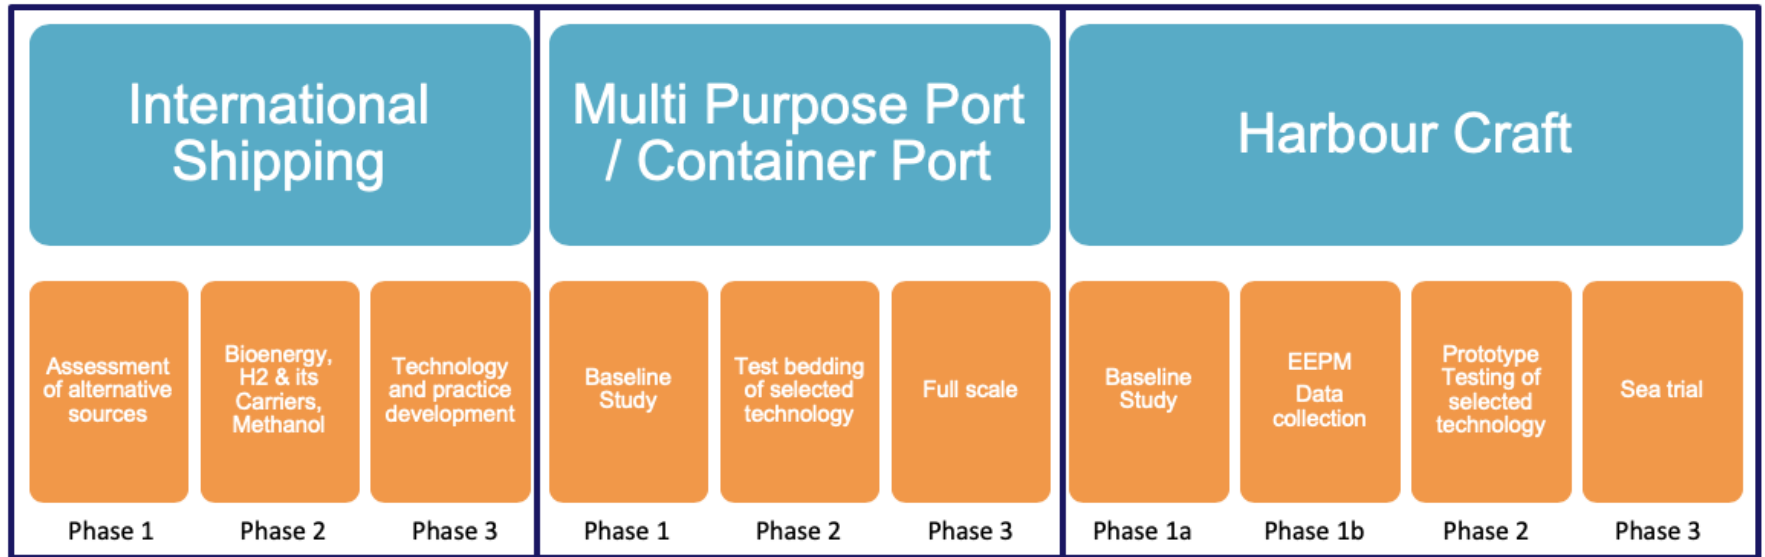 International
Shipping
Multi Purpose Port
/ Container Port
Harbour Craft
Assessment
of alternative
sources
Bioenergy,
H2 & its
Carriers,
Methanol
Technology
and practice
development
Baseline
Study
Test bedding
of selected
technology
Full scale
Baseline
Study
EEPM
Data
collection
Prototype
Testing of
selected
technology
Sea trial
Phase 1
Phase 2
Phase 3
Phase 1
Phase 2
Phase 3
Phase 1a
Phase 1b
Phase 2
Phase 3